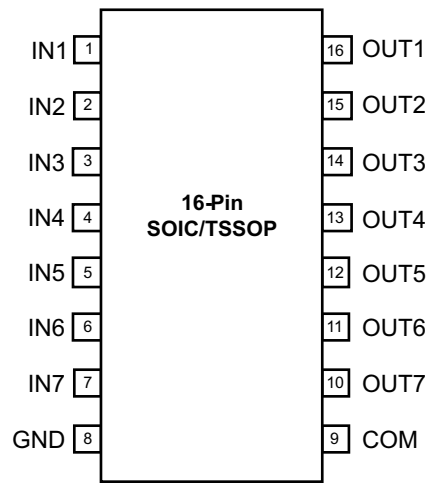 IN1 1 16 OUT1
IN2 2 15 OUT2
IN3 3 14 OUT3
16-Pin
SOIC/TSSOP
IN4 4 13 OUT4
IN5 5 12 OUT5
IN6 6 11 OUT6
IN7 7 10 OUT7
GND 8 9 COM